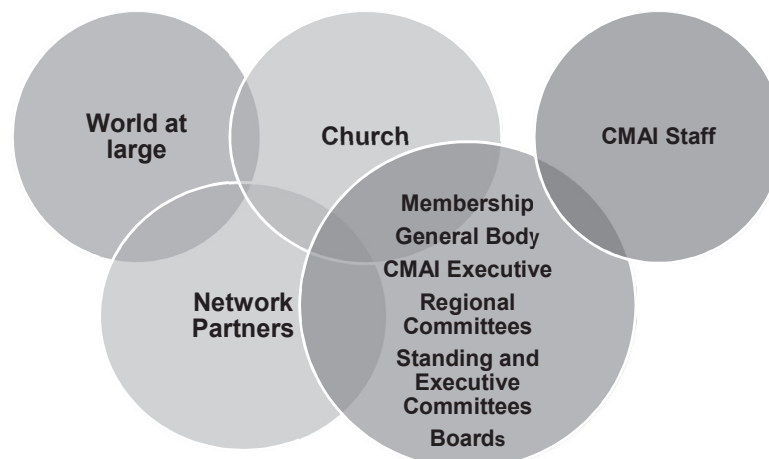 World at
large
Church
CMAI Staff
Membership
General Body
CMAI Executive
Regional
Committees
Standing and
Executive
Committees
Boards
Network
Partners